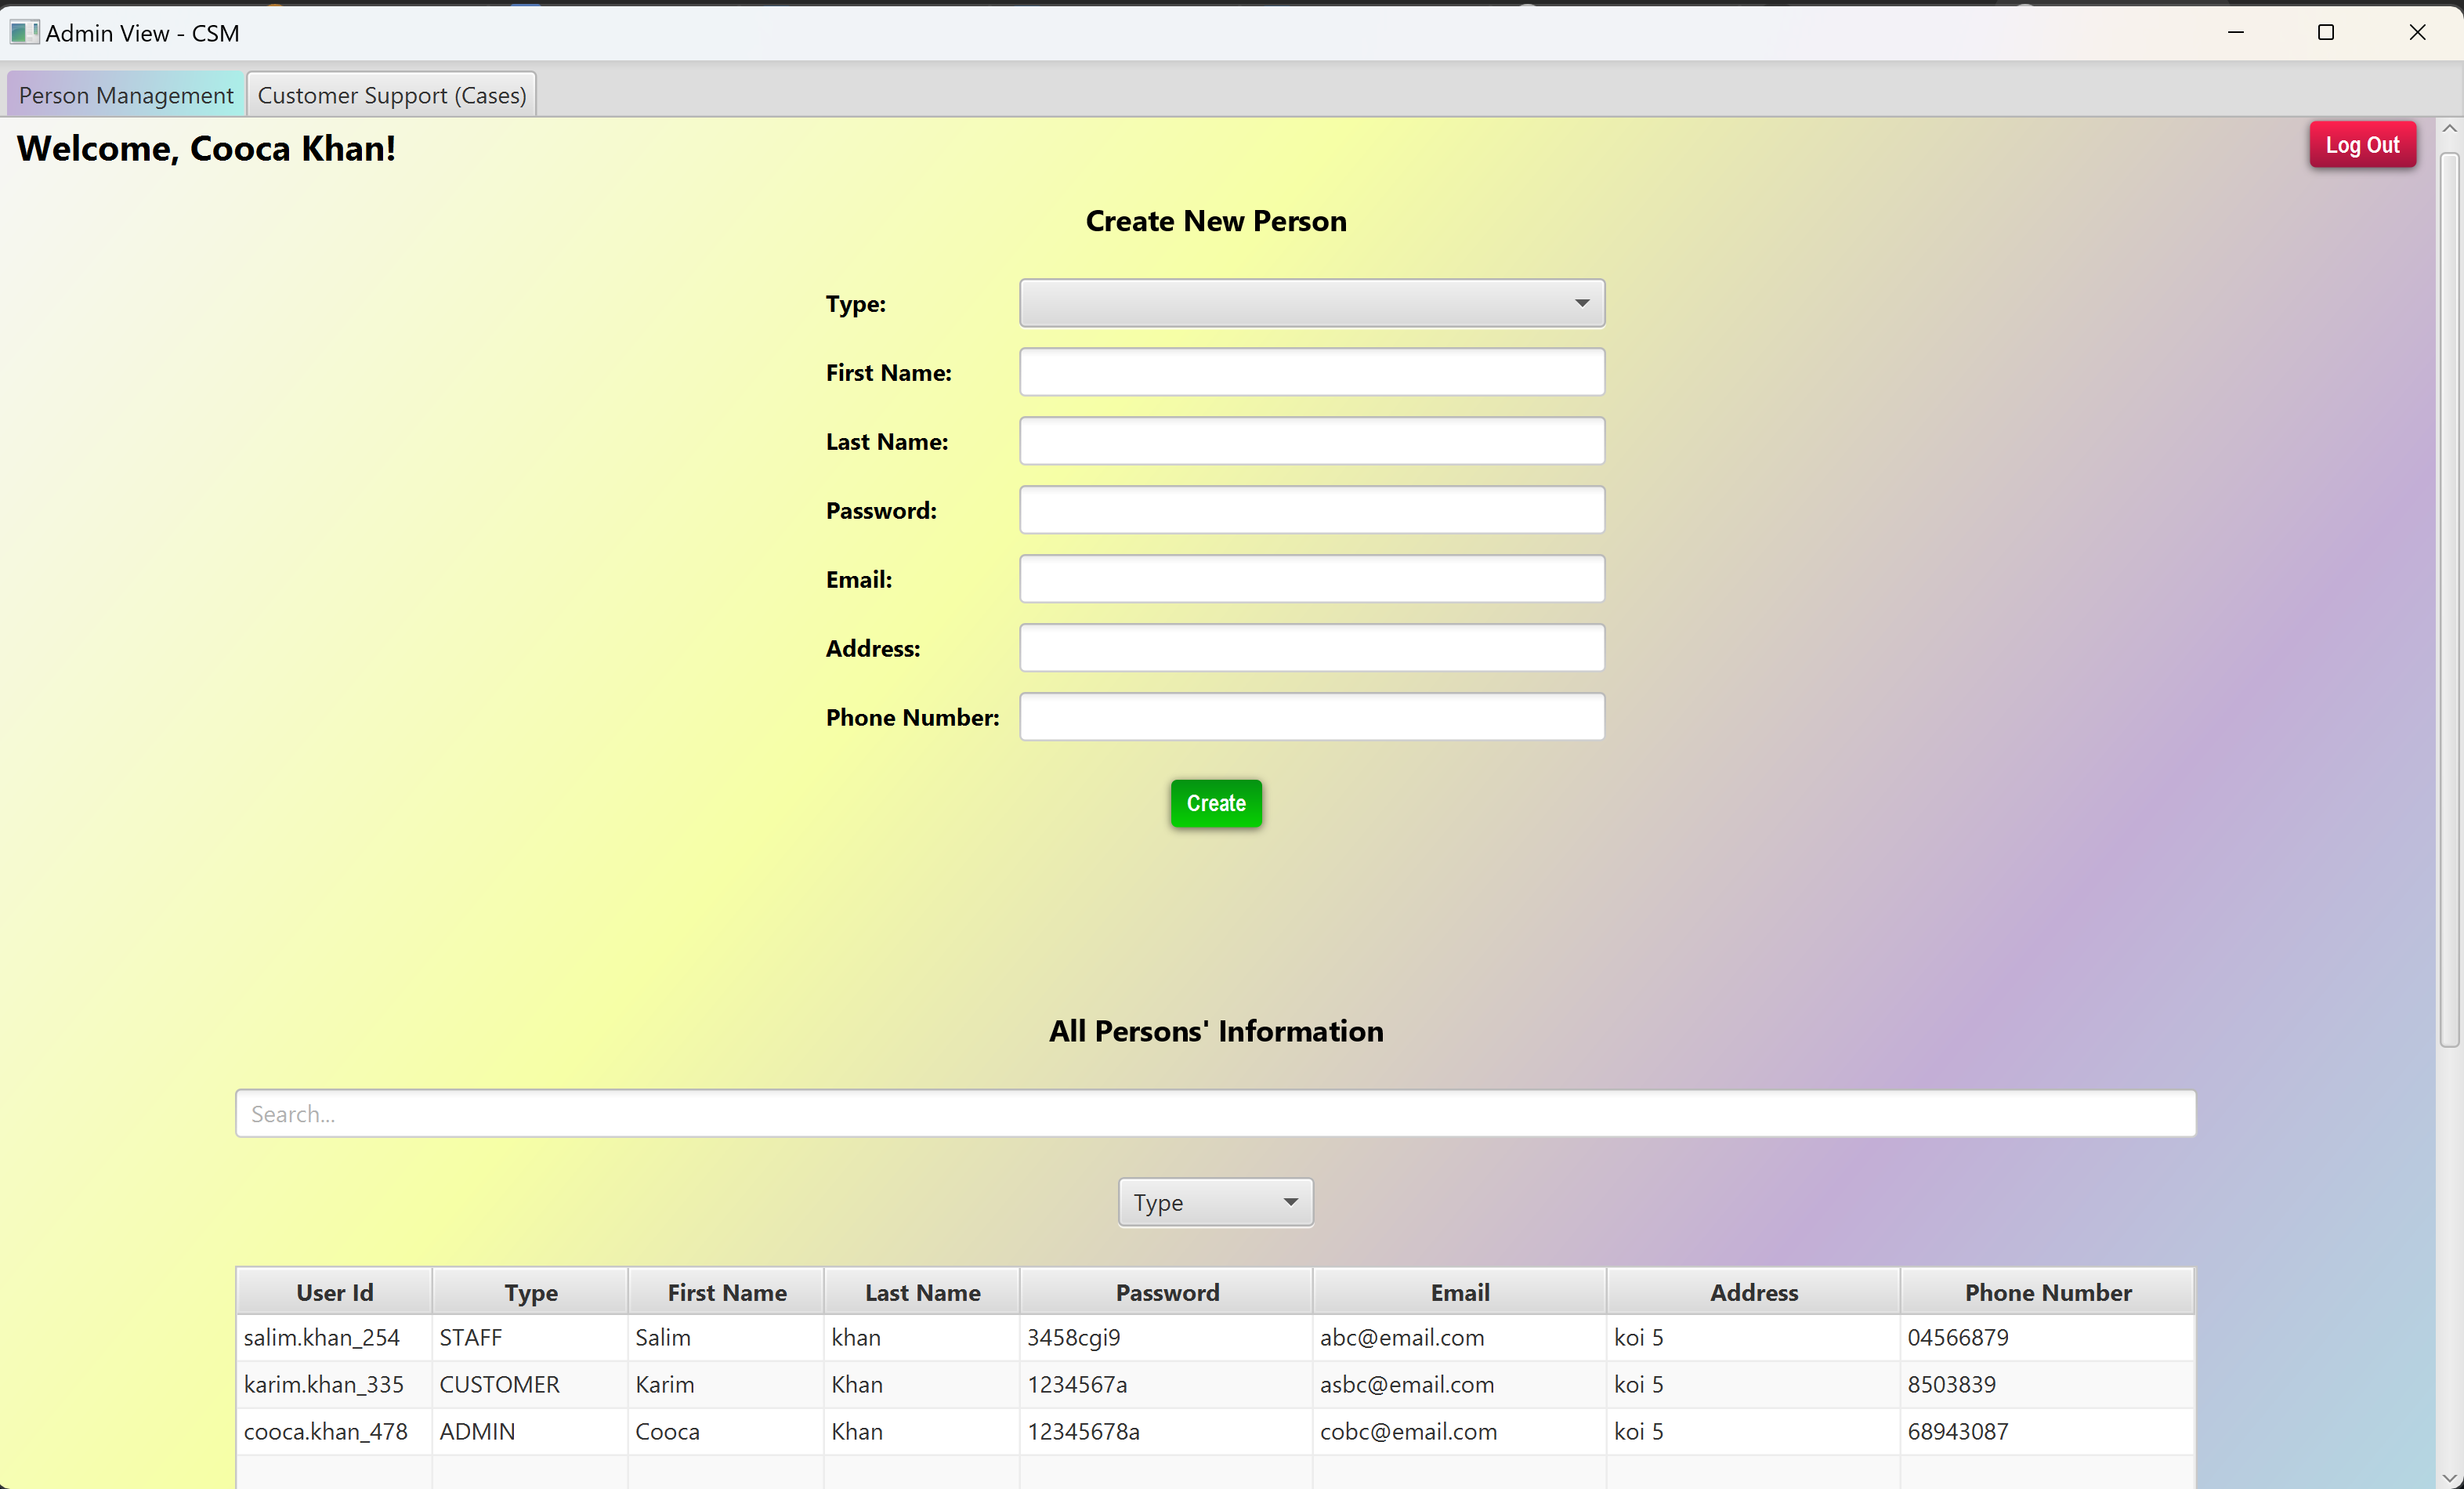 Admin View - CSM
Person Management Customer Support (Cases)
Welcome, Cooca Khan! Log Out
Create New Person
Type:
First Name:
Last Name:
Password:
Email:
Address:
Phone Number:
Create
All Persons' Information
Search...
Type
User Id Type First Name Last Name Password Email Address Phone Number
salim.khan_254 STAFF Salim khan 3458cgi9 abc@email.com koi 5 04566879
karim.khan_335 CUSTOMER Karim Khan 1234567a asbc@email.com koi 5 8503839
cooca.khan_478 ADMIN Cooca Khan 12345678a cobc@email.com koi 5 68943087